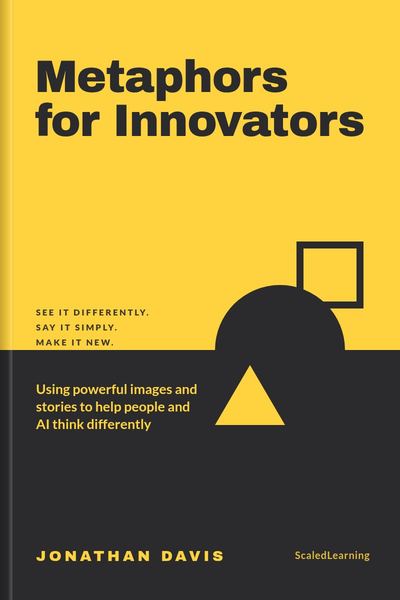 Metaphors
for Innovators
SEE IT DIFFERENTLY.
SAY IT SIMPLY.
MAKE IT NEW.
Using powerful images and
stories to help people and
AI think differently
JONATHAN DAVIS
ScaledLearning